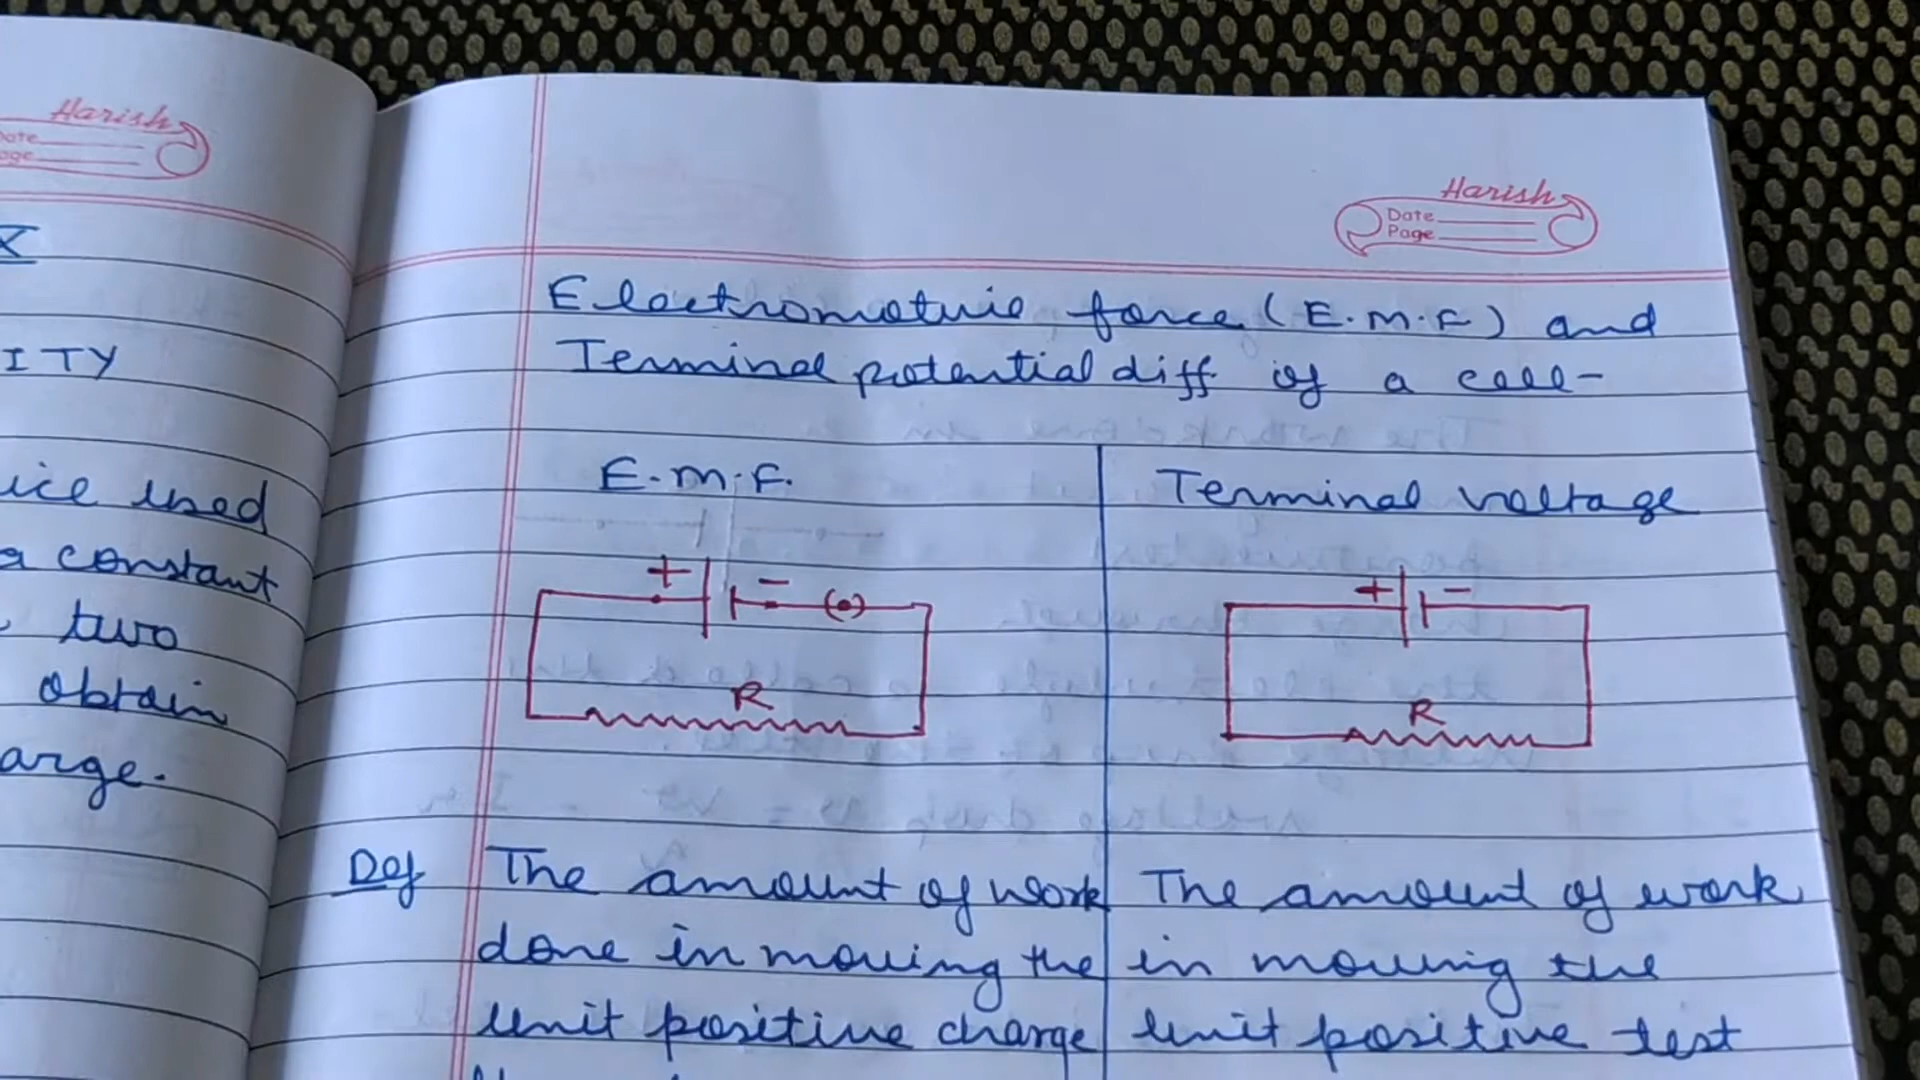 Harish
Date
Page
X
ITY
ice used
a constant
two
obtain
arge.
Harish
Date
Page
Electromotive force (E.M.F) and
Terminal potential diff. of a cell-
E.M.F.
Terminal voltage
+ - (•)
R
+ -
R
Def
The amount of work
done in moving the
unit positive charge
The amount of work
in moving the
unit positive test